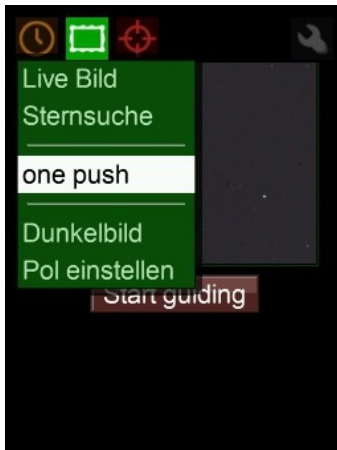 Live Bild
Sternsuche
one push
Dunkelbild
Pol einstellen
Start guiding